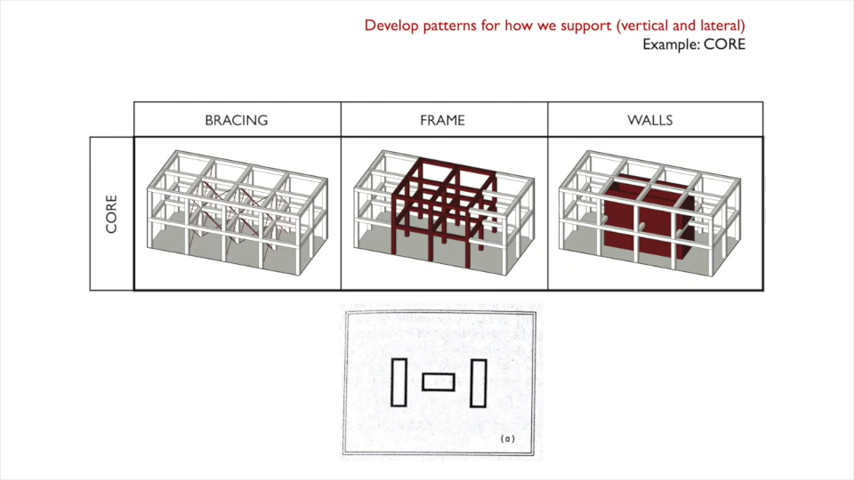 Develop patterns for how we support (vertical and lateral)
Example: CORE
BRACING
FRAME
WALLS
CORE
(a)